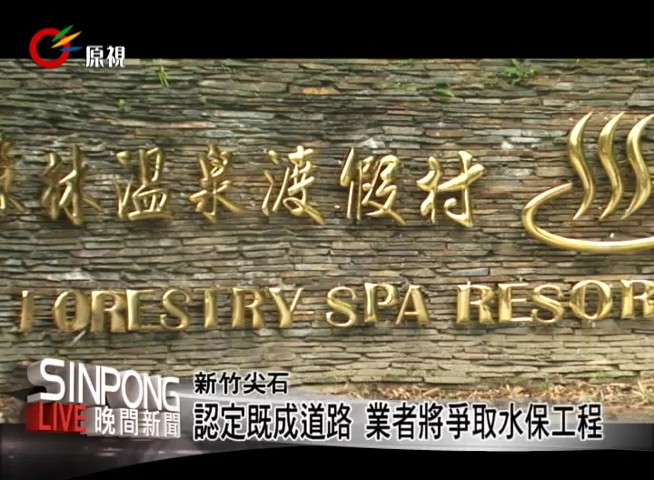 原視
林溫泉渡假村
FORESTRY SPA RESOR
SINPONG
新竹尖石
LIVE 晚間新聞
認定既成道路 業者將爭取水保工程